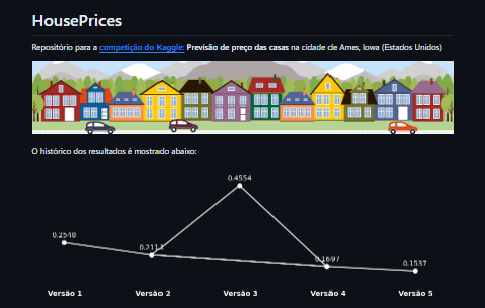 HousePrices
Repositório para a competição do Kaggle: Previsão de preço das casas na cidade de Ames, Iowa (Estados Unidos)
O histórico dos resultados é mostrado abaixo:
0.4554
0.2548
0.2111
0.1697
0.1537
Versão 1 Versão 2 Versão 3 Versão 4 Versão 5